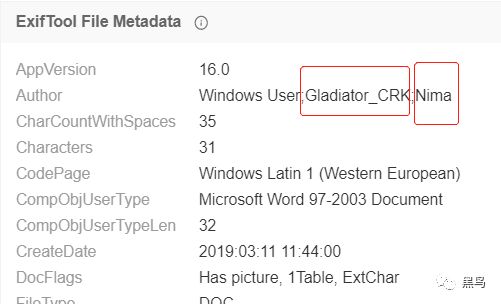 ExifTool File Metadata
AppVersion 16.0
Author Windows User;Gladiator_CRK;Nima
CharCountWithSpaces 35
Characters 31
CodePage Windows Latin 1 (Western European)
CompObjUserType Microsoft Word 97-2003 Document
CompObjUserTypeLen 32
CreateDate 2019:03:11 11:44:00
DocFlags Has picture, 1Table, ExtChar
FileType DOC
黑鸟